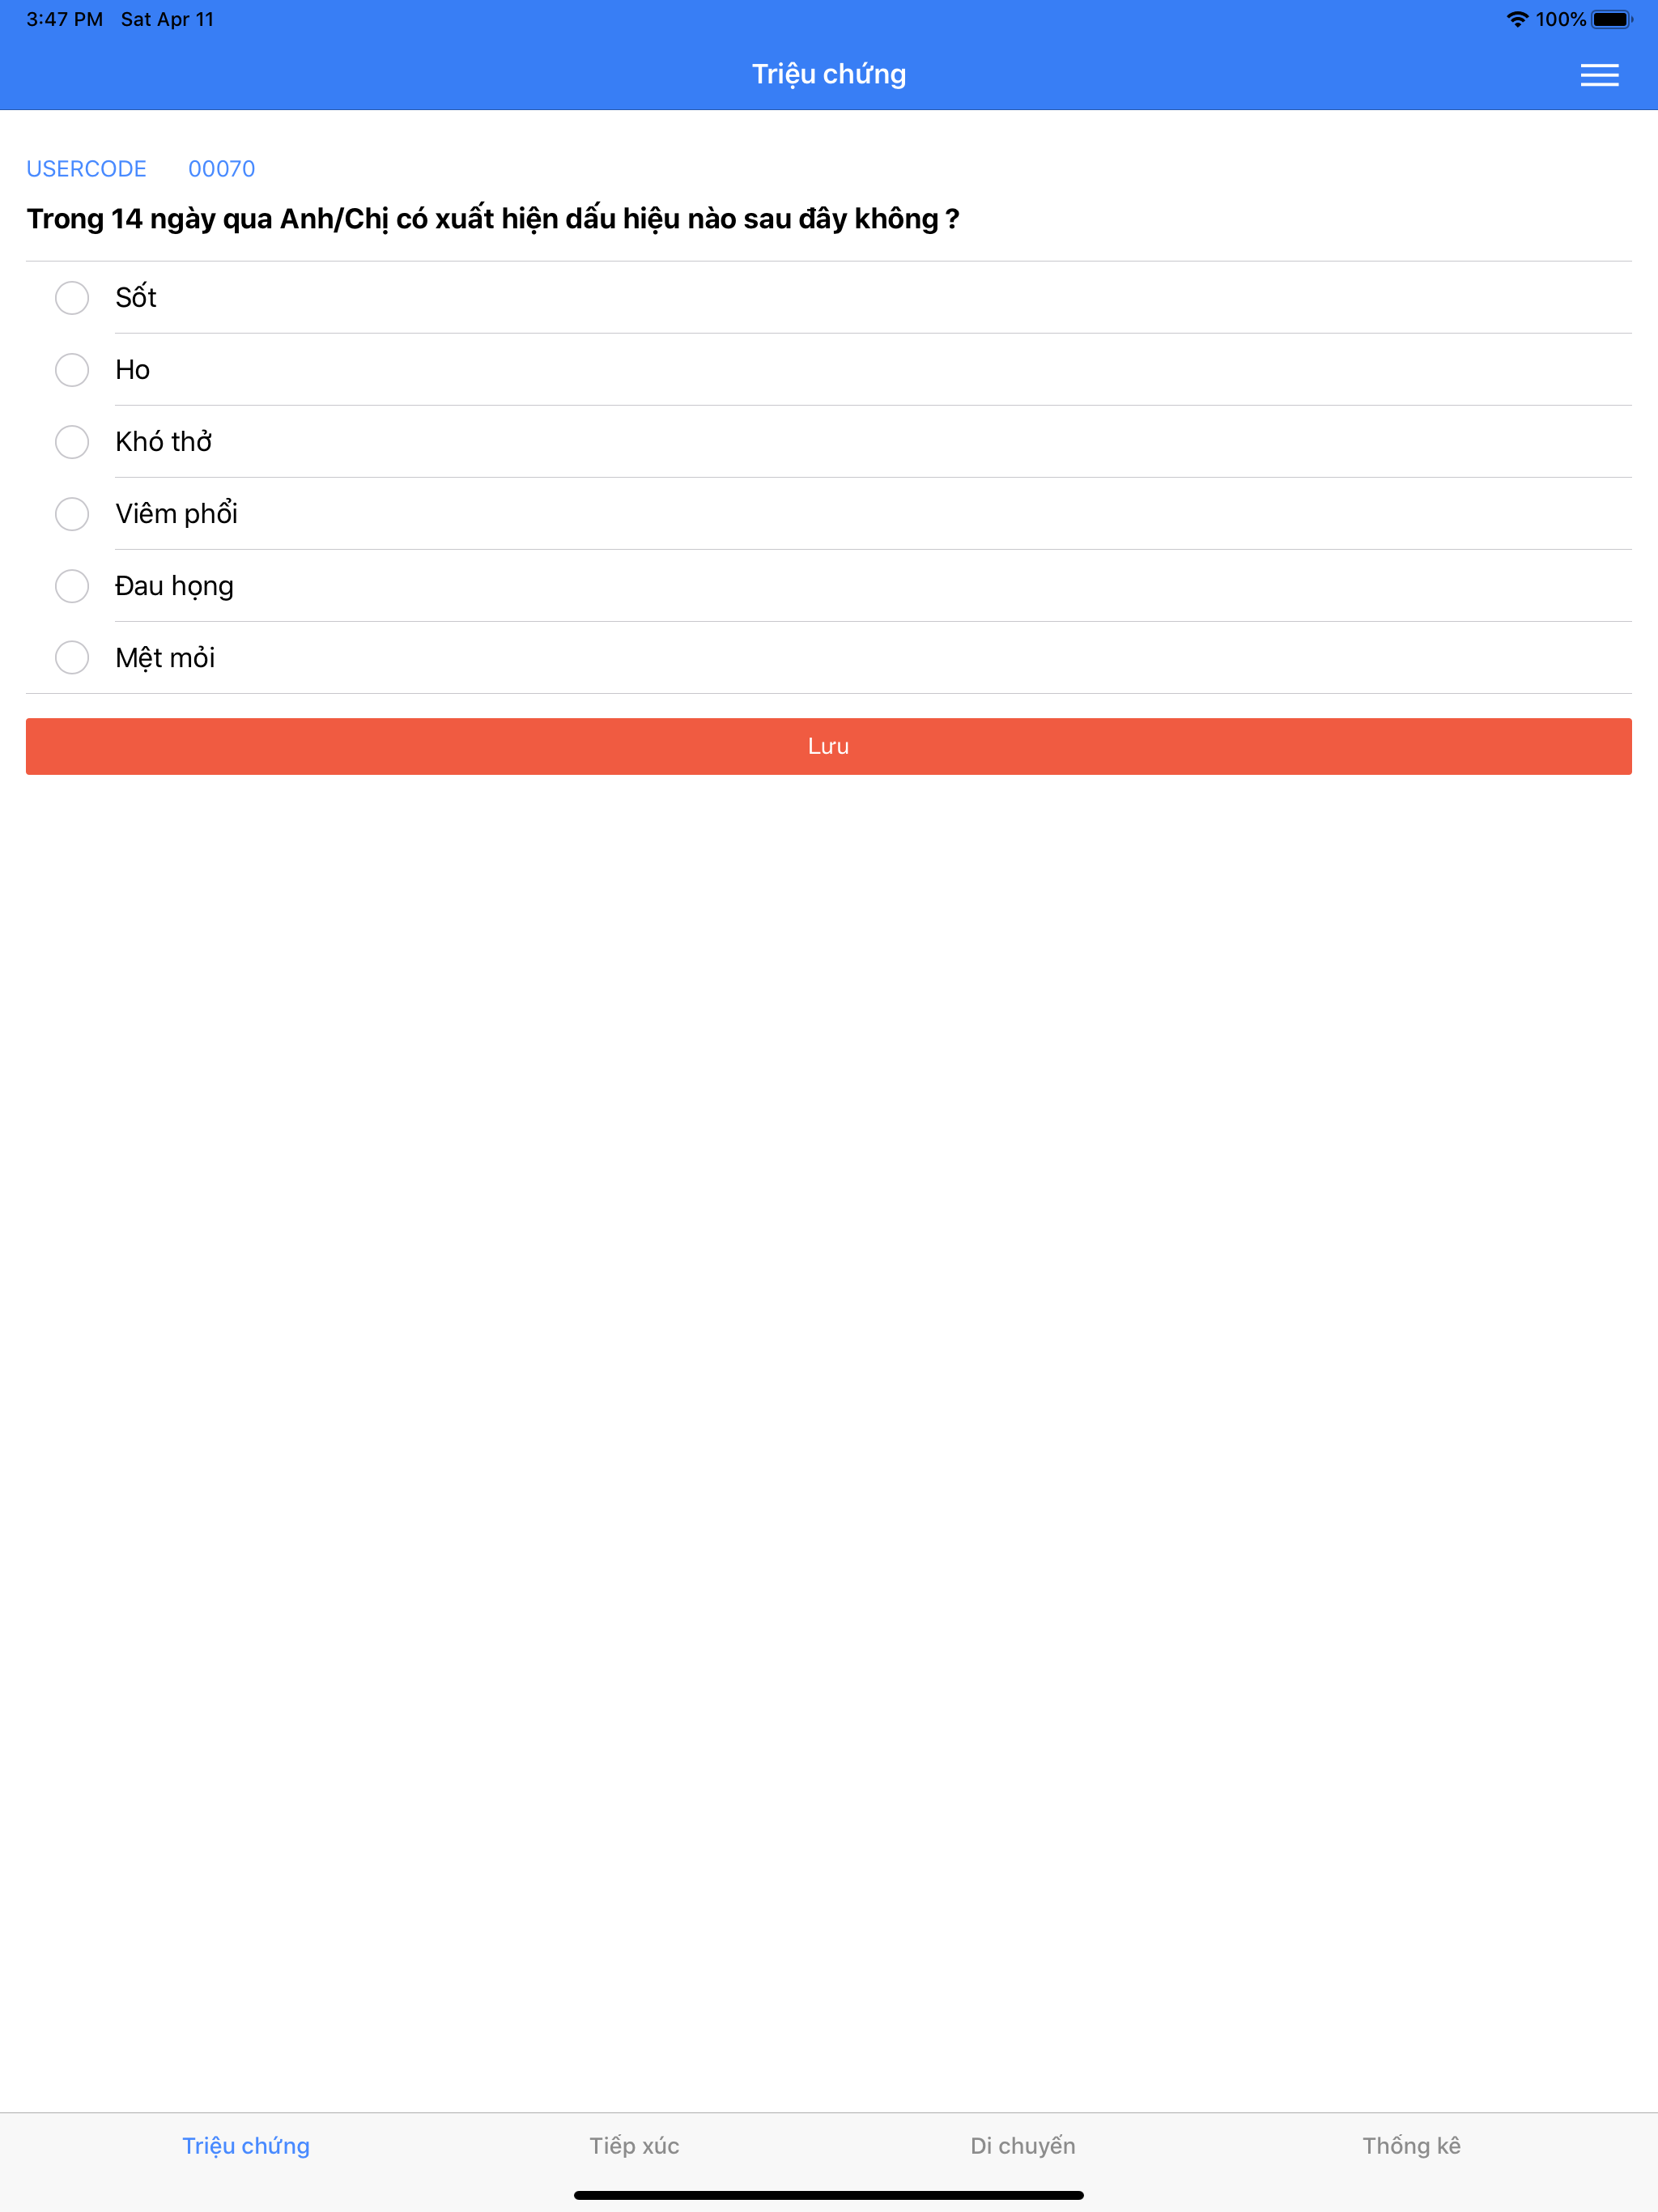 3:47 PM Sat Apr 11 100%
Triệu chứng
USERCODE 00070
Trong 14 ngày qua Anh/Chị có xuất hiện dấu hiệu nào sau đây không ?
Sốt
Ho
Khó thở
Viêm phổi
Đau họng
Mệt mỏi
Lưu
Triệu chứng Tiếp xúc Di chuyến Thống kê